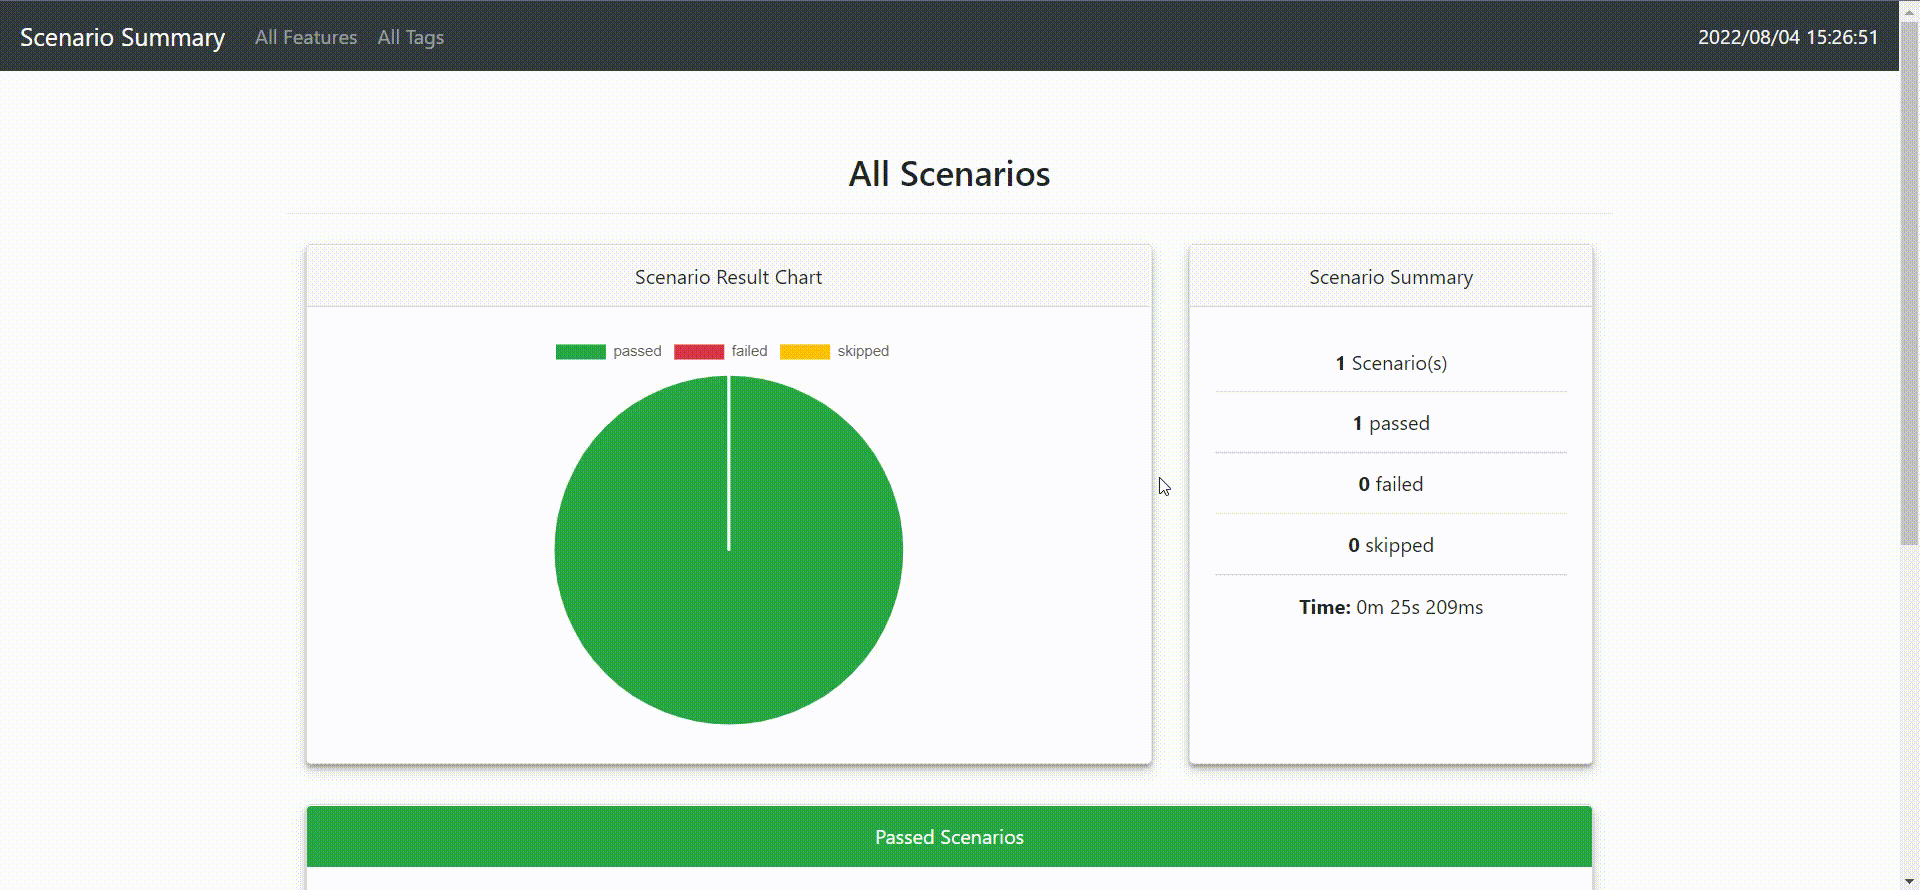 Scenario Summary All Features All Tags 2022/08/04 15:26:51
All Scenarios
Scenario Result Chart
passed failed skipped
Scenario Summary
1 Scenario(s)
1 passed
0 failed
0 skipped
Time: 0m 25s 209ms
Passed Scenarios